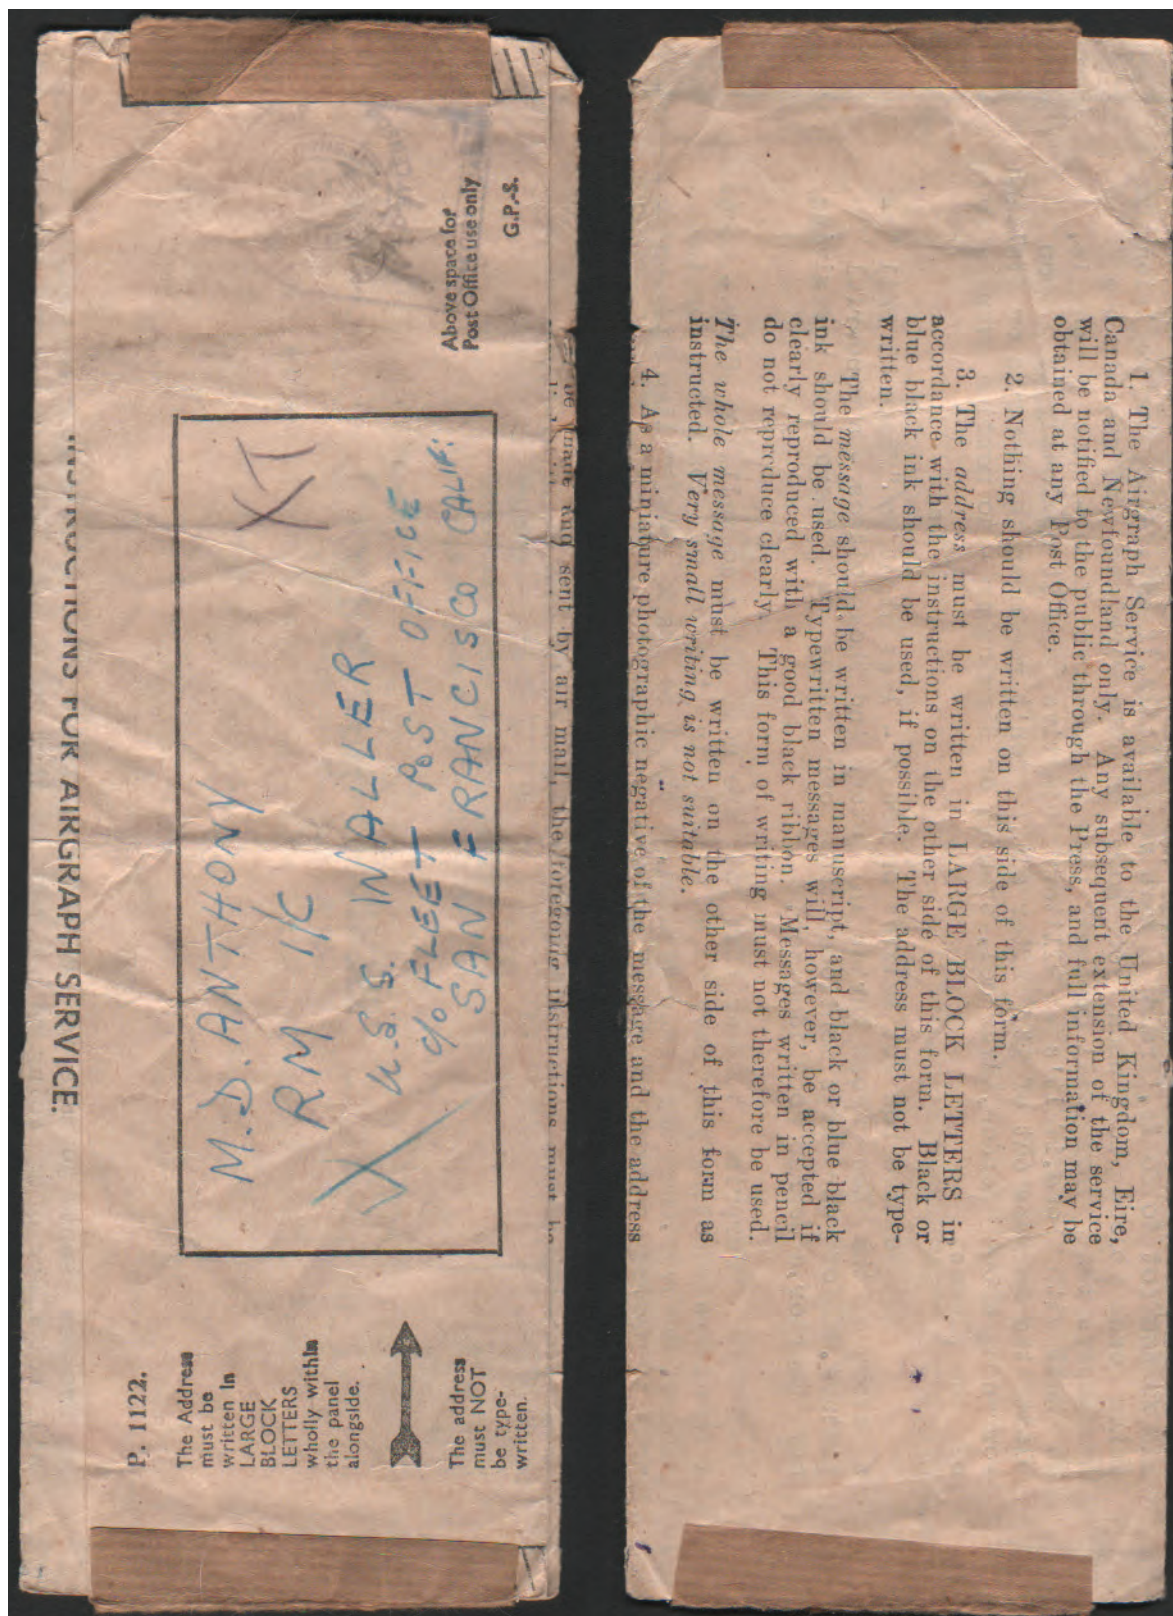 P. 1122.
The Address
must be
written in
LARGE
BLOCK
LETTERS
wholly within
the panel
alongside.
The address
must NOT
be type-
written.
M.D. ANTHONY
RM 1/C
U.S.S. WALLER
c/o FLEET POST OFFICE
SAN FRANCISCO CALIF:
XT
Above space for
Post Office use only
G.P.-S.
INSTRUCTIONS FOR AIRGRAPH SERVICE.
be made and sent by air mail, the foregoing instructions must be
1. The Airgraph Service is available to the United Kingdom, Eire,
Canada and Newfoundland only. Any subsequent extension of the service
will be notified to the public through the Press, and full information may be
obtained at any Post Office.
2. Nothing should be written on this side of this form.
3. The address must be written in LARGE BLOCK LETTERS in
accordance with the instructions on the other side of this form. Black or
blue black ink should be used, if possible. The address must not be type-
written.
The message should be written in manuscript, and black or blue black
ink should be used. Typewritten messages will, however, be accepted if
clearly reproduced with a good black ribbon. Messages written in pencil
do not reproduce clearly. This form of writing must not therefore be used.
The whole message must be written on the other side of this form as
instructed. Very small writing is not suitable.
4. As a miniature photographic negative of the message and the address